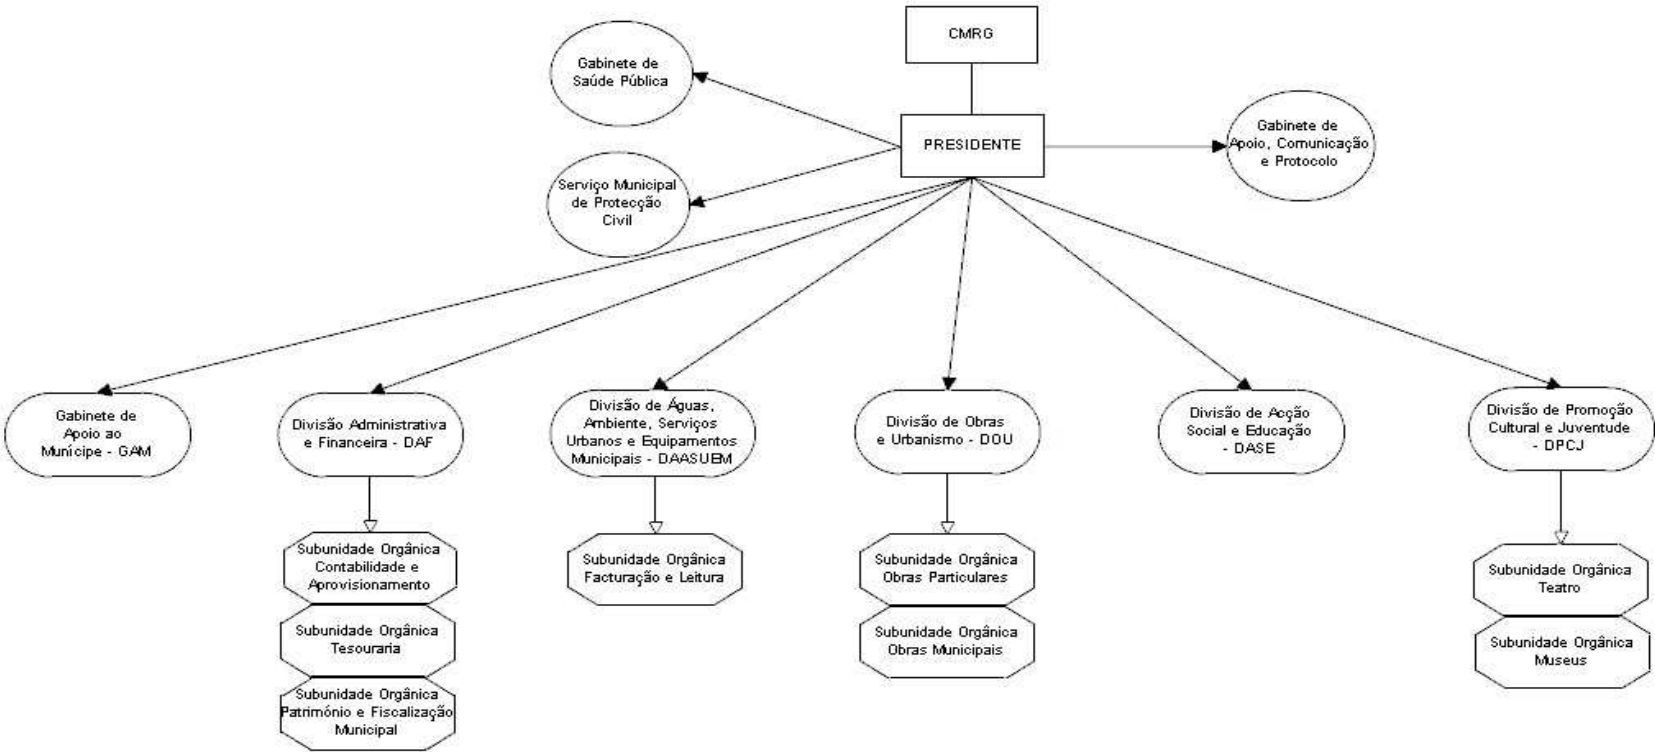 CMRG
Gabinete de
Saúde Pública
PRESIDENTE
Gabinete de
Apoio, Comunicação
e Protocolo
Serviço Municipal
de Protecção
Civil
Gabinete de
Apoio ao
Munícipe - GAM
Divisão Administrativa
e Financeira - DAF
Divisão de Águas,
Ambiente, Serviços
Urbanos e Equipamentos
Municipais - DAASUEM
Divisão de Obras
e Urbanismo - DOU
Divisão de Acção
Social e Educação
- DASE
Divisão de Promoção
Cultural e Juventude
- DPCJ
Subunidade Orgânica
Contabilidade e
Aprovisionamento
Subunidade Orgânica
Tesouraria
Subunidade Orgânica
Património e Fiscalização
Municipal
Subunidade Orgânica
Facturação e Leitura
Subunidade Orgânica
Obras Particulares
Subunidade Orgânica
Obras Municipais
Subunidade Orgânica
Teatro
Subunidade Orgânica
Museus